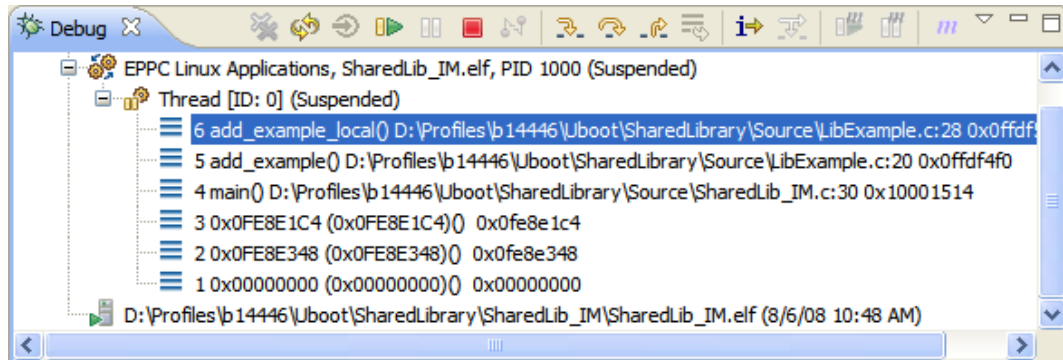 Debug
i
m
EPPC Linux Applications, SharedLib_IM.elf, PID 1000 (Suspended)
Thread [ID: 0] (Suspended)
6 add_example_local() D:\Profiles\b14446\Uboot\SharedLibrary\Source\LibExample.c:28 0x0ffdf
5 add_example() D:\Profiles\b14446\Uboot\SharedLibrary\Source\LibExample.c:20 0x0ffdf4f0
4 main() D:\Profiles\b14446\Uboot\SharedLibrary\Source\SharedLib_IM.c:30 0x10001514
3 0x0FE8E1C4 (0x0FE8E1C4)() 0x0fe8e1c4
2 0x0FE8E348 (0x0FE8E348)() 0x0fe8e348
1 0x00000000 (0x00000000)() 0x00000000
D:\Profiles\b14446\Uboot\SharedLibrary\SharedLib_IM\SharedLib_IM.elf (8/6/08 10:48 AM)